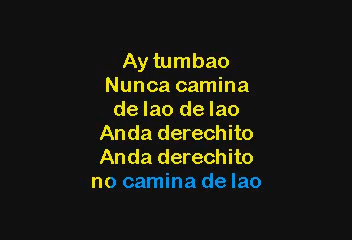 Ay tumbao
Nunca camina
de lao de lao
Anda derechito
Anda derechito
no camina de lao